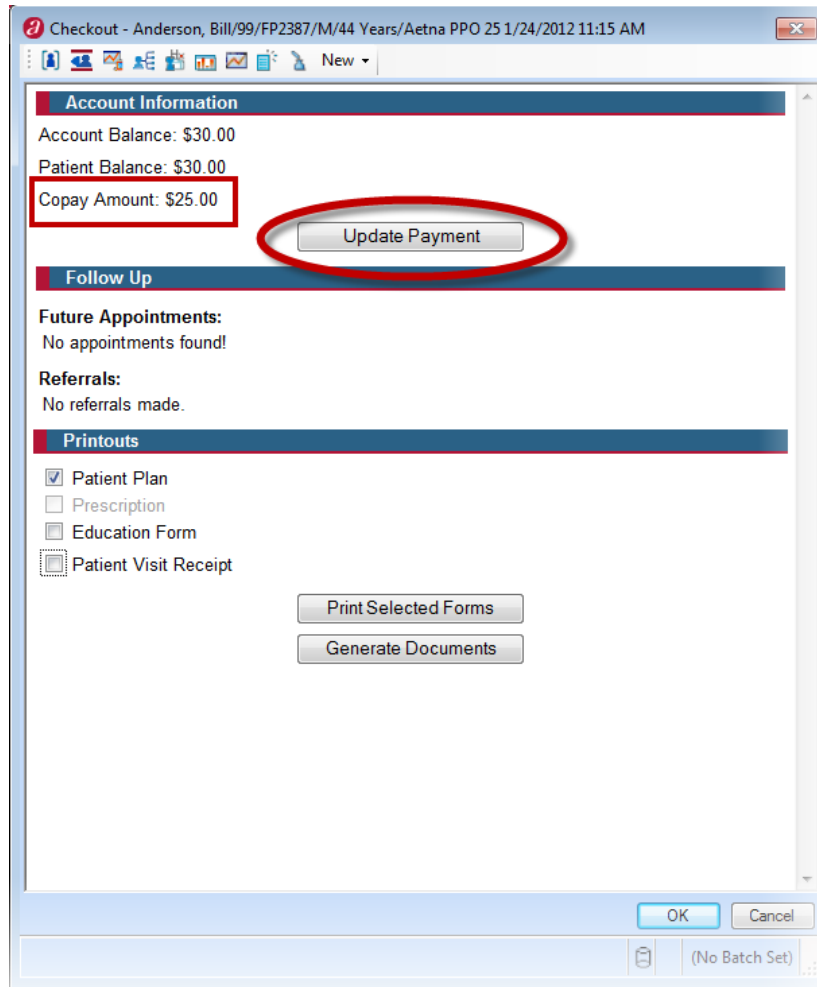 Checkout - Anderson, Bill/99/FP2387/M/44 Years/Aetna PPO 25 1/24/2012 11:15 AM
New
Account Information
Account Balance: $30.00
Patient Balance: $30.00
Copay Amount: $25.00
Update Payment
Follow Up
Future Appointments:
No appointments found!
Referrals:
No referrals made.
Printouts
Patient Plan
Prescription
Education Form
Patient Visit Receipt
Print Selected Forms
Generate Documents
OK Cancel
(No Batch Set)